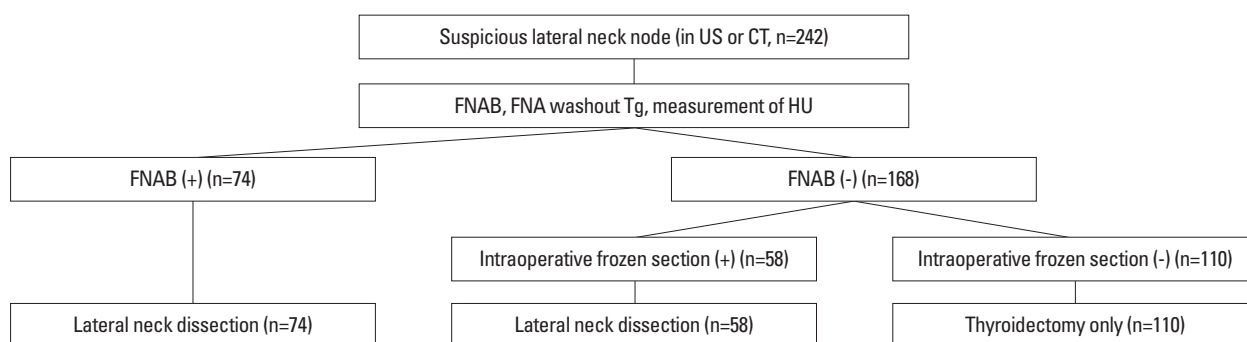 Suspicious lateral neck node (in US or CT, n=242)
FNAB, FNA washout Tg, measurement of HU
FNAB (+) (n=74)
FNAB (-) (n=168)
Intraoperative frozen section (+) (n=58)
Intraoperative frozen section (-) (n=110)
Lateral neck dissection (n=74)
Lateral neck dissection (n=58)
Thyroidectomy only (n=110)